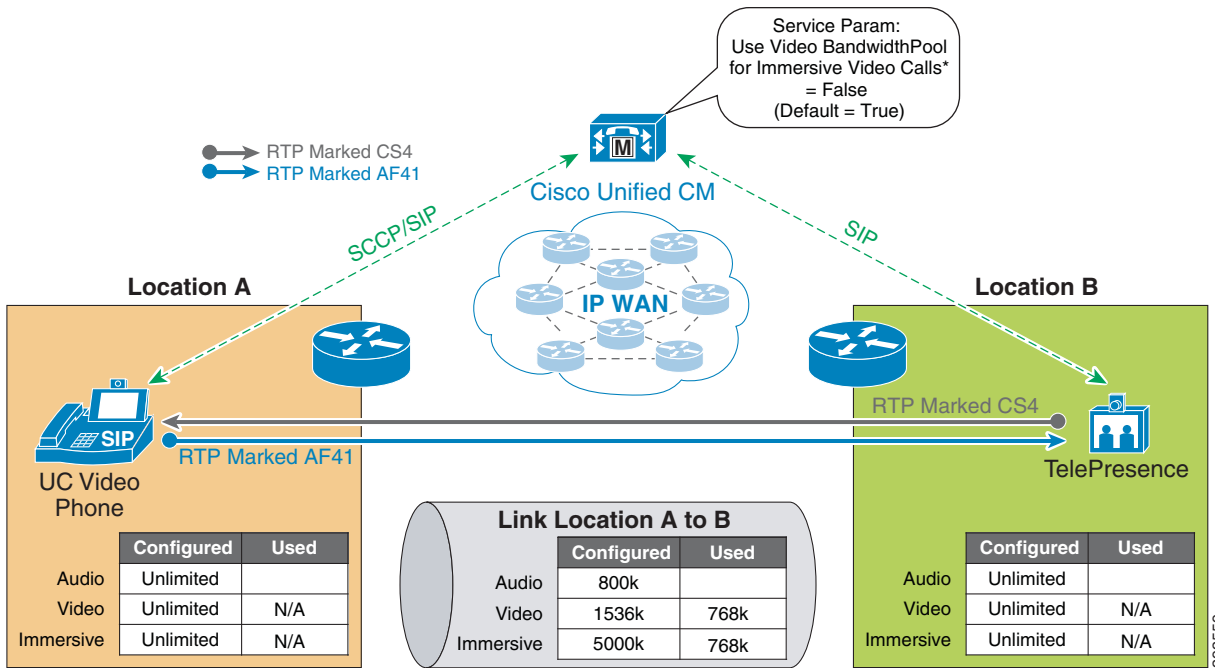 Service Param:
Use Video BandwidthPool
for Immersive Video Calls*
= False
(Default = True)
RTP Marked CS4
RTP Marked AF41
M
Cisco Unified CM
SCCP/SIP
SIP
IP WAN
Location A
Location B
RTP Marked CS4
SIP
RTP Marked AF41
UC Video
Phone
TelePresence
Configured Used
Audio Unlimited
Video Unlimited N/A
Immersive Unlimited N/A
Link Location A to B
Configured Used
Audio 800k
Video 1536k 768k
Immersive 5000k 768k
Configured Used
Audio Unlimited
Video Unlimited N/A
Immersive Unlimited N/A